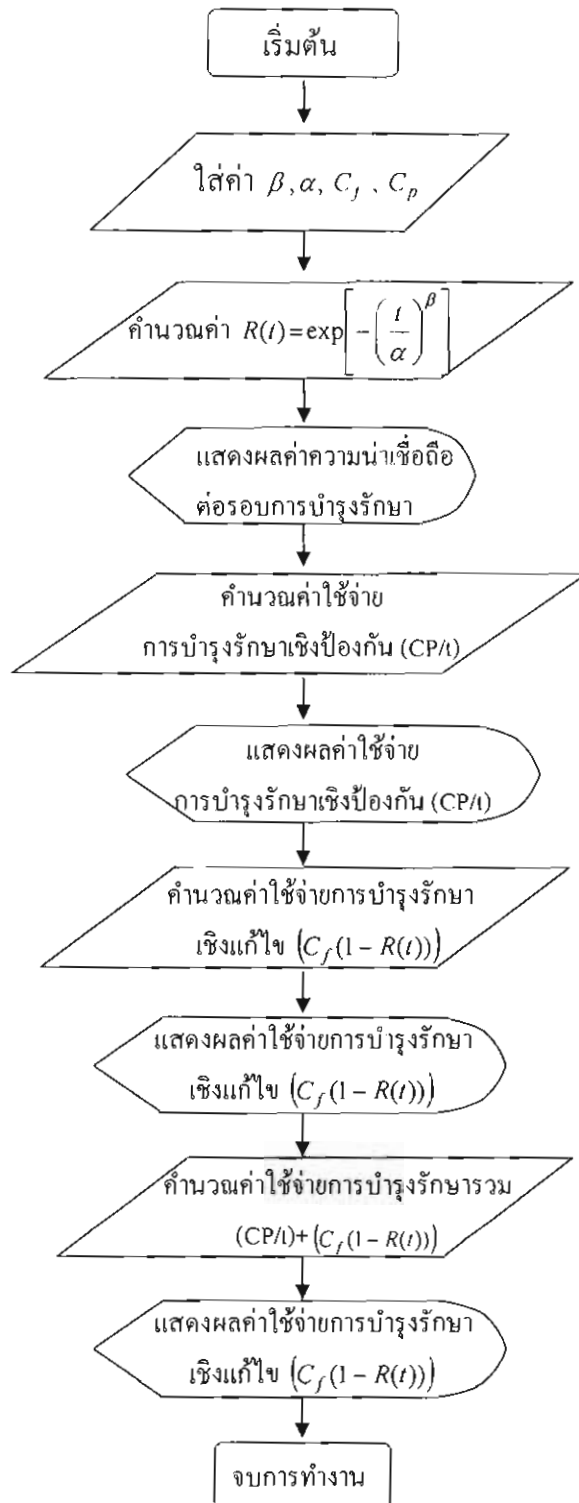 เริ่มต้น
ใส่ค่า β, α, C_f 、C_p
คำนวณค่า R(t) = exp[-(t/α)^β]
แสดงผลค่าความน่าเชื่อถือ
ต่อรอบการบำรุงรักษา
คำนวณค่าใช้จ่าย
การบำรุงรักษาเชิงป้องกัน (CP/t)
แสดงผลค่าใช้จ่าย
การบำรุงรักษาเชิงป้องกัน (CP/t)
คำนวณค่าใช้จ่ายการบำรุงรักษา
เชิงแก้ไข (C_f (1 − R(t)))
แสดงผลค่าใช้จ่ายการบำรุงรักษา
เชิงแก้ไข (C_f (1 − R(t)))
คำนวณค่าใช้จ่ายการบำรุงรักษารวม
(CP/t)+ (C_f (1 − R(t)))
แสดงผลค่าใช้จ่ายการบำรุงรักษา
เชิงแก้ไข (C_f (1 − R(t)))
จบการทำงาน